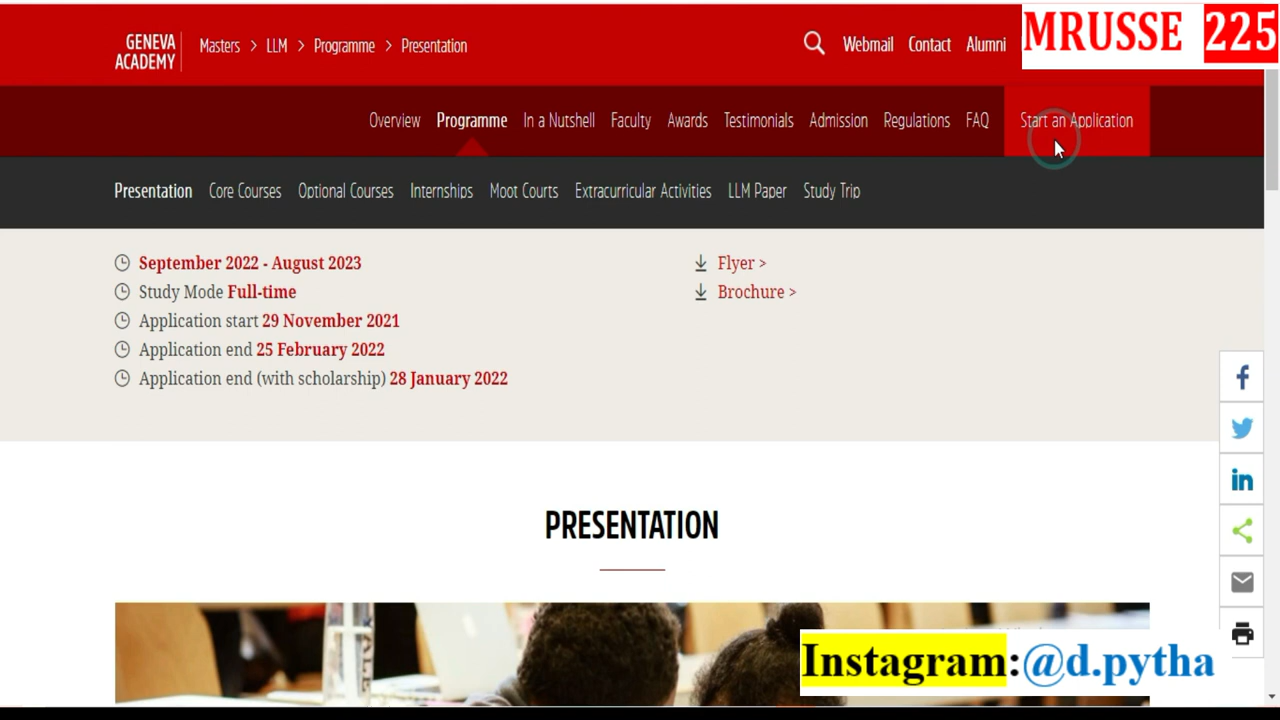 GENEVA
ACADEMY
Masters > LLM > Programme > Presentation
Webmail Contact Alumni
MRUSSE 225
Overview Programme In a Nutshell Faculty Awards Testimonials Admission Regulations FAQ Start an Application
Presentation Core Courses Optional Courses Internships Moot Courts Extracurricular Activities LLM Paper Study Trip
September 2022 - August 2023
Study Mode Full-time
Application start 29 November 2021
Application end 25 February 2022
Application end (with scholarship) 28 January 2022
Flyer >
Brochure >
PRESENTATION
Instagram:@d.pytha